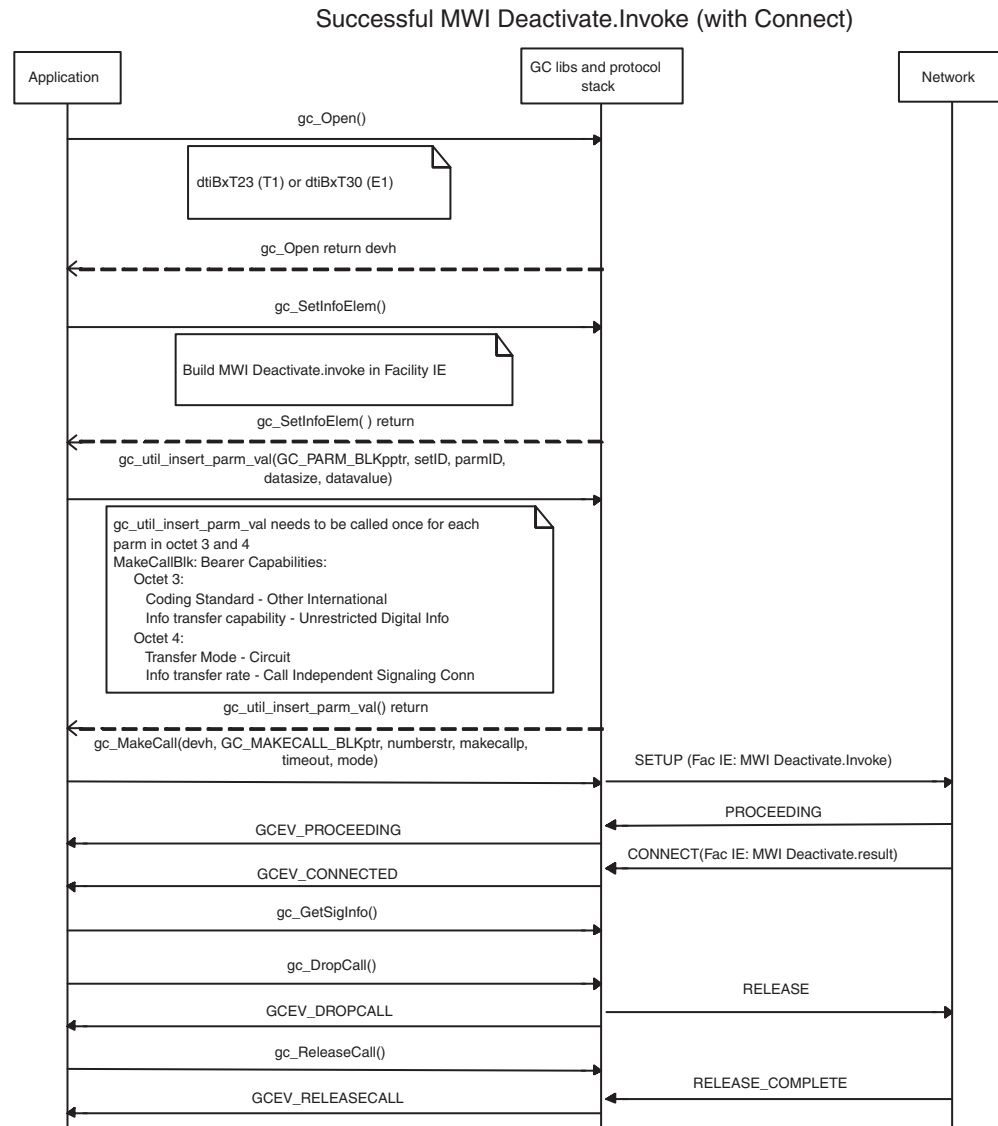 Successful MWI Deactivate.Invoke (with Connect)
Application
GC libs and protocol
stack
Network
gc_Open()
dtiBxT23 (T1) or dtiBxT30 (E1)
gc_Open return devh
gc_SetInfoElem()
Build MWI Deactivate.invoke in Facility IE
gc_SetInfoElem( ) return
gc_util_insert_parm_val(GC_PARM_BLKpptr, setID, parmID,
datasize, datavalue)
gc_util_insert_parm_val needs to be called once for each
parm in octet 3 and 4
MakeCallBlk: Bearer Capabilities:
Octet 3:
Coding Standard - Other International
Info transfer capability - Unrestricted Digital Info
Octet 4:
Transfer Mode - Circuit
Info transfer rate - Call Independent Signaling Conn
gc_util_insert_parm_val() return
gc_MakeCall(devh, GC_MAKECALL_BLKptr, numberstr, makecallp,
timeout, mode)
SETUP (Fac IE: MWI Deactivate.Invoke)
PROCEEDING
GCEV_PROCEEDING
CONNECT(Fac IE: MWI Deactivate.result)
GCEV_CONNECTED
gc_GetSigInfo()
gc_DropCall()
RELEASE
GCEV_DROPCALL
gc_ReleaseCall()
RELEASE_COMPLETE
GCEV_RELEASECALL